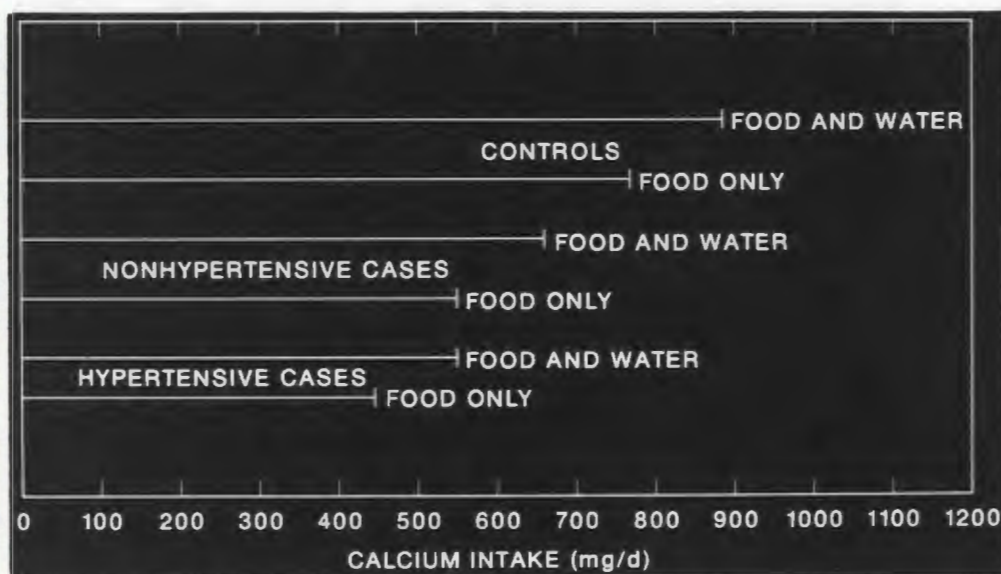 FOOD AND WATER
CONTROLS
FOOD ONLY
FOOD AND WATER
NONHYPERTENSIVE CASES
FOOD ONLY
FOOD AND WATER
HYPERTENSIVE CASES
FOOD ONLY
0 100 200 300 400 500 600 700 800 900 1000 1100 1200
CALCIUM INTAKE (mg/d)